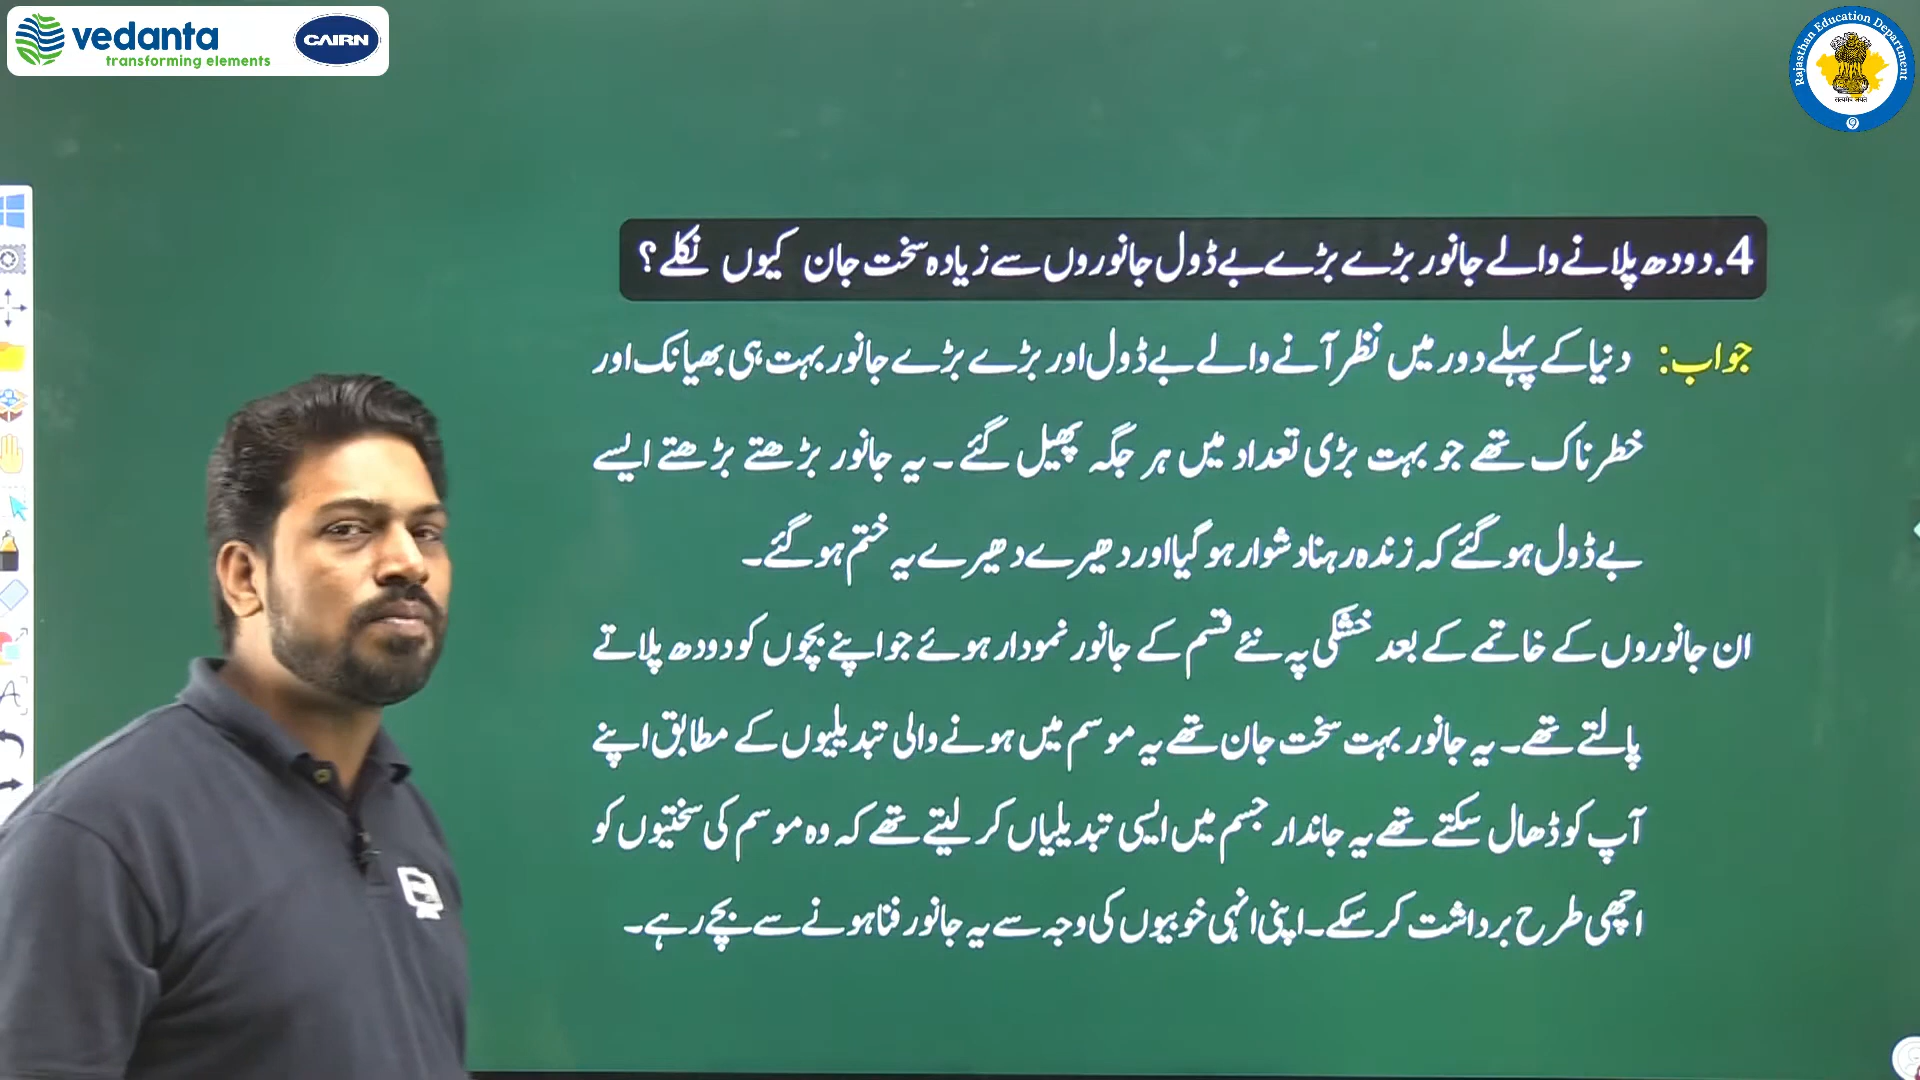 vedanta
transforming elements
CAIRN
Rajasthan Education Department
सत्यमेव जयते
4. دودھ پلانے والے جانور بڑے بڑے بے ڈول جانوروں سے زیادہ سخت جان کیوں نکلے؟
جواب: دنیا کے پہلے دور میں نظر آنے والے بے ڈول اور بڑے بڑے جانور بہت ہی بھیانک اور
خطرناک تھے جو بہت بڑی تعداد میں ہر جگہ پھیل گئے۔ یہ جانور بڑھتے بڑھتے ایسے
بے ڈول ہو گئے کہ زندہ رہنا دشوار ہو گیا اور دھیرے دھیرے یہ ختم ہو گئے۔
ان جانوروں کے خاتمے کے بعد خشکی پہ نئے قسم کے جانور نمودار ہوئے جو اپنے بچوں کو دودھ پلاتے
پالتے تھے۔ یہ جانور بہت سخت جان تھے یہ موسم میں ہونے والی تبدیلیوں کے مطابق اپنے
آپ کو ڈھال سکتے تھے یہ جاندار جسم میں ایسی تبدیلیاں کر لیتے تھے کہ وہ موسم کی سختیوں کو
اچھی طرح برداشت کر سکے۔ اپنی انہی خوبیوں کی وجہ سے یہ جانور فنا ہونے سے بچے رہے۔